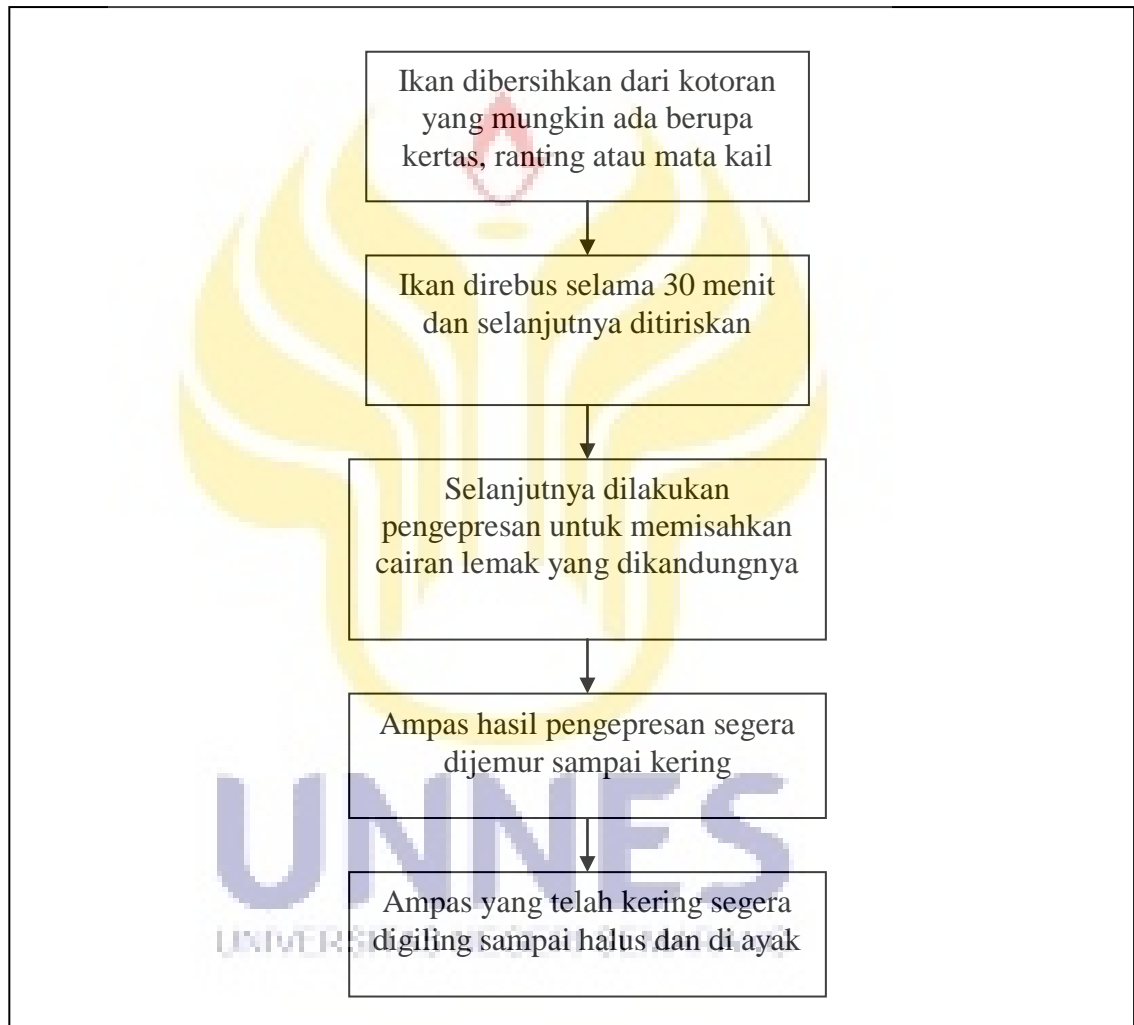 Ikan dibersihkan dari kotoran
yang mungkin ada berupa
kertas, ranting atau mata kail
Ikan direbus selama 30 menit
dan selanjutnya ditiriskan
Selanjutnya dilakukan
pengepresan untuk memisahkan
cairan lemak yang dikandungnya
Ampas hasil pengepresan segera
dijemur sampai kering
UNNES
Ampas yang telah kering segera
digiling sampai halus dan di ayak